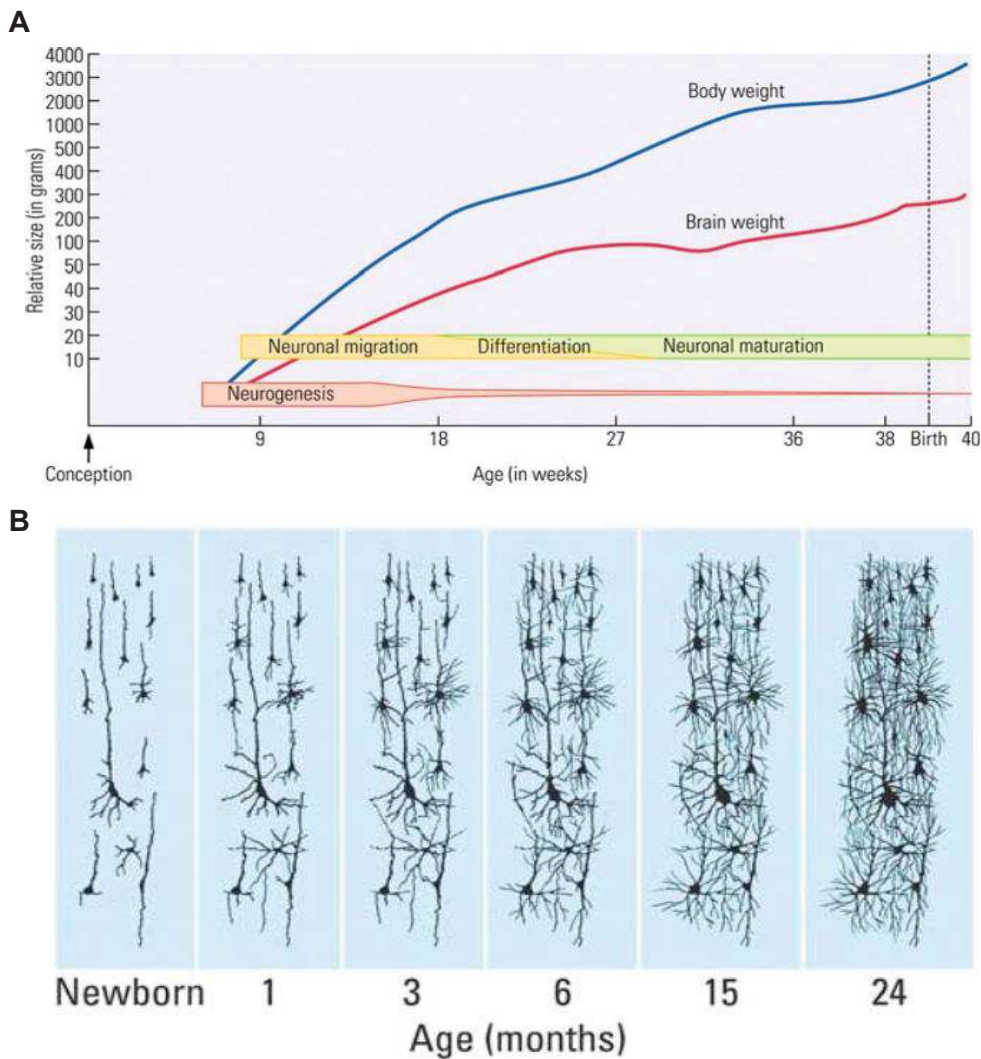 A
4000
3000
2000
1000
500
400
300
200
100
50
40
30
20
10
Relative size (in grams)
Body weight
Brain weight
Neuronal migration
Differentiation
Neuronal maturation
Neurogenesis
9
18
27
36
38
Birth
40
Conception
Age (in weeks)
B
Newborn
1
3
6
15
24
Age (months)